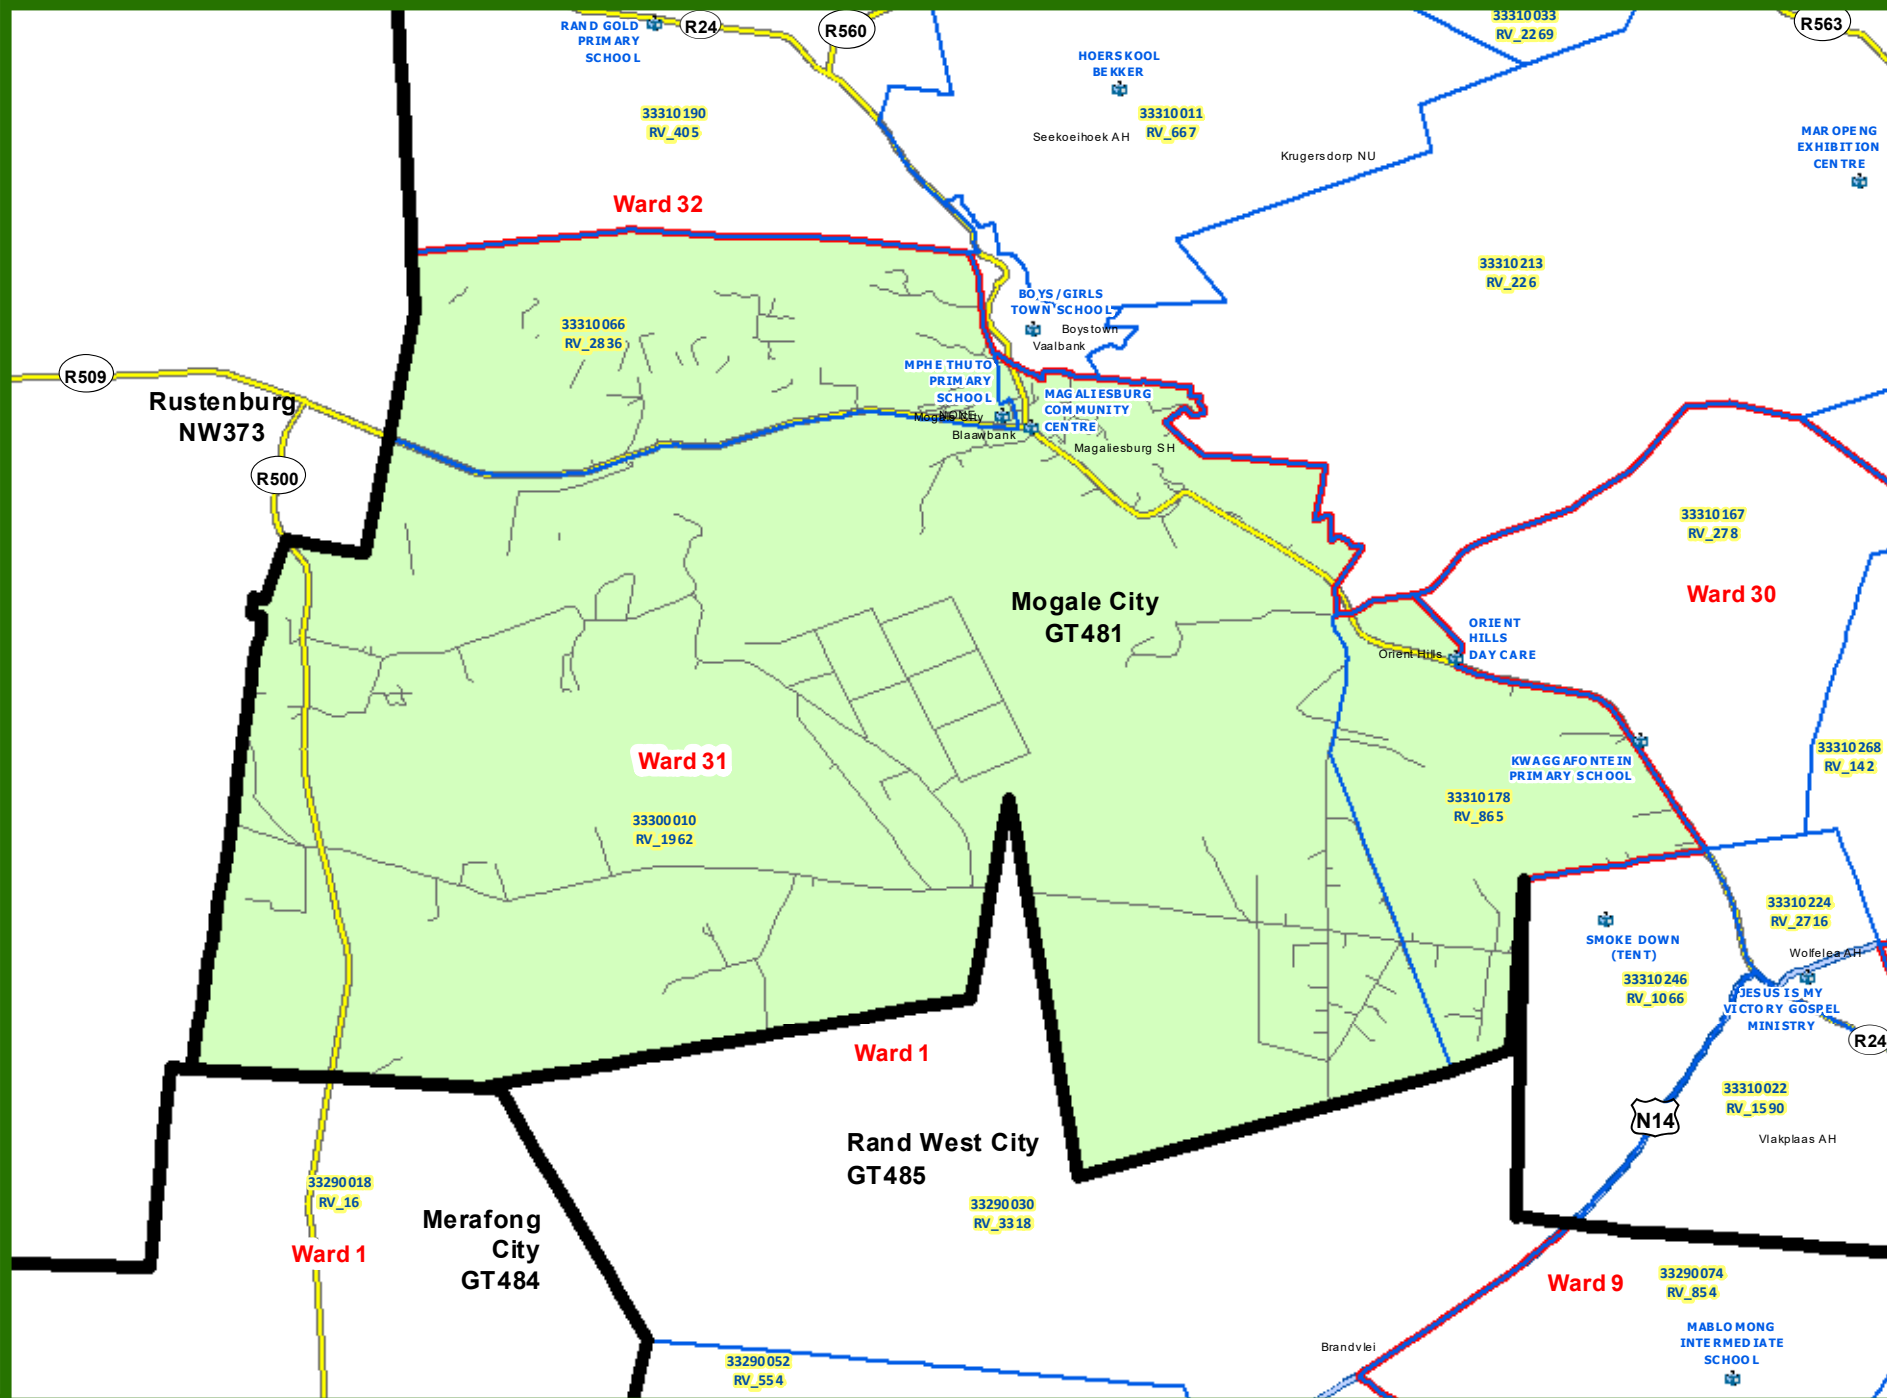 RAND GOLD
PRIMARY
SCHOOL
R24
R560
33310033
RV_2269
R563
HOERSKOOL
BEKKER
33310190
RV_405
33310011
RV_667
Seekoeihoek AH
Krugersdorp NU
MAROPENG
EXHIBITION
CENTRE
Ward 32
33310213
RV_226
BOYS/GIRLS
TOWN SCHOOL
Boystown
Vaalbank
33310066
RV_2836
R509
MPHE THUTO
PRIMARY
SCHOOL
Rustenburg
NW373
MAGALIESBURG
COMMUNITY
CENTRE
NONE
Mogale City
Blaawbank
Magaliesburg SH
R500
33310167
RV_278
Mogale City
GT481
Ward 30
ORIENT
HILLS
DAY CARE
Orient Hills
Ward 31
KWAGGAFONTEIN
PRIMARY SCHOOL
33310268
RV_142
33310178
RV_865
33300010
RV_1962
33310224
RV_2716
SMOKE DOWN
(TENT)
Wolfelea AH
33310246
RV_1066
JESUS IS MY
VICTORY GOSPEL
MINISTRY
R24
Ward 1
33310022
RV_1590
N14
Vlakplaas AH
Rand West City
GT485
33290018
RV_16
33290030
RV_3318
Merafong
City
GT484
Ward 1
Ward 9
33290074
RV_854
MABLOMONG
INTERMEDIATE
SCHOOL
Brandvlei
33290052
RV_554